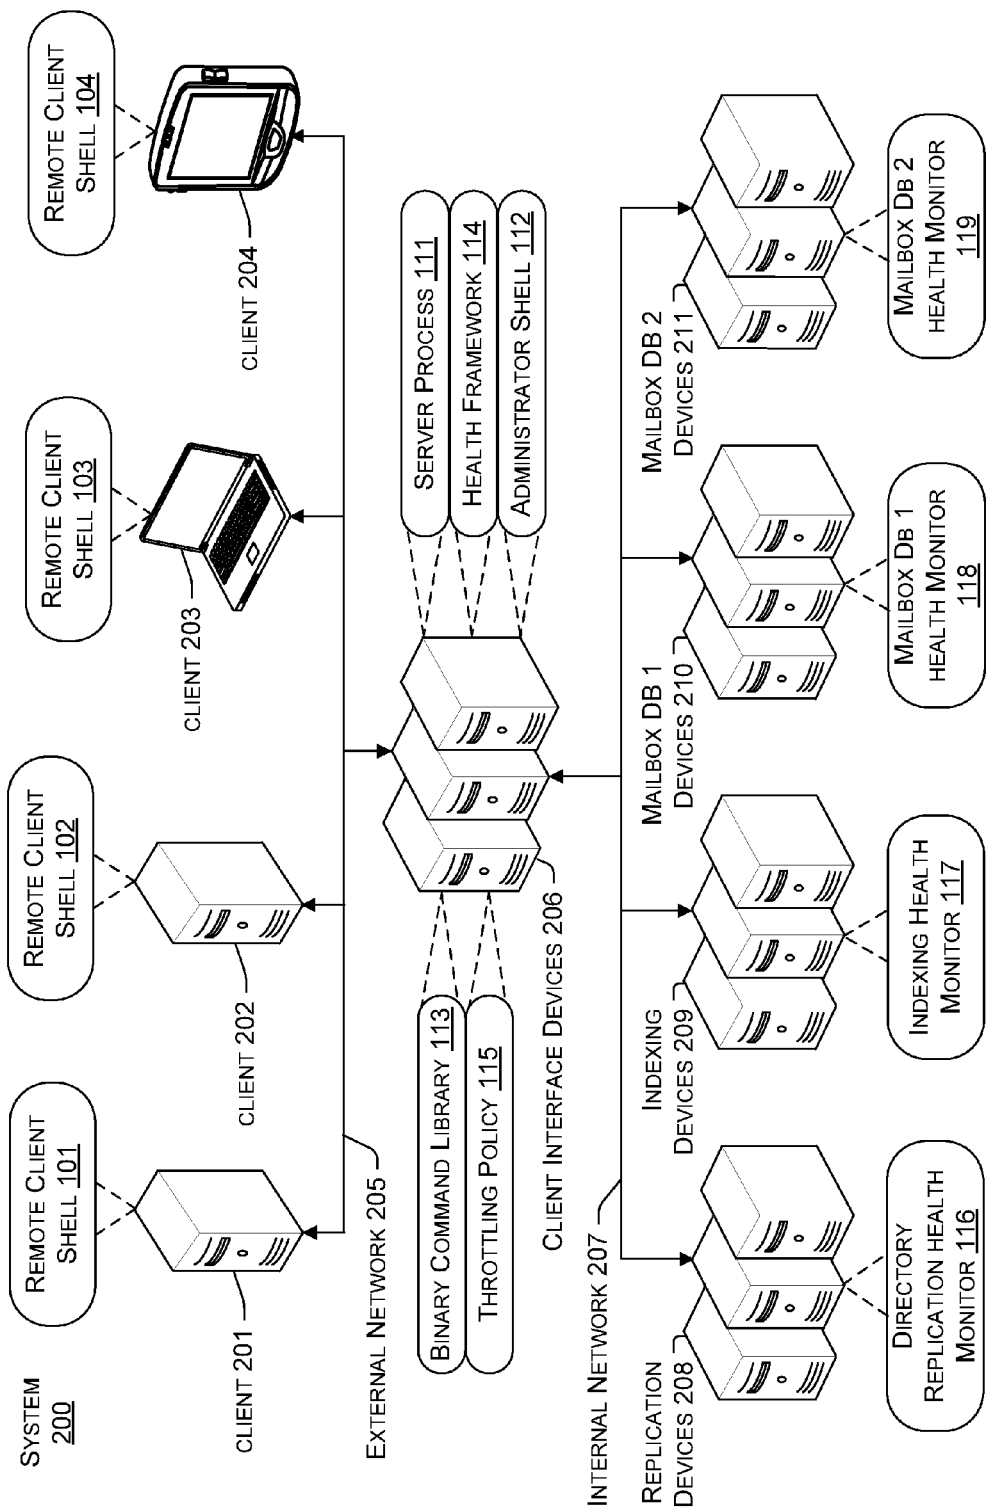 SYSTEM
200
REMOTE CLIENT
SHELL 101
REMOTE CLIENT
SHELL 102
REMOTE CLIENT
SHELL 103
REMOTE CLIENT
SHELL 104
CLIENT 201
CLIENT 202
CLIENT 203
CLIENT 204
EXTERNAL NETWORK 205
BINARY COMMAND LIBRARY 113
THROTTLING POLICY 115
SERVER PROCESS 111
HEALTH FRAMEWORK 114
ADMINISTRATOR SHELL 112
CLIENT INTERFACE DEVICES 206
INTERNAL NETWORK 207
REPLICATION
DEVICES 208
INDEXING
DEVICES 209
MAILBOX DB 1
DEVICES 210
MAILBOX DB 2
DEVICES 211
DIRECTORY
REPLICATION HEALTH
MONITOR 116
INDEXING HEALTH
MONITOR 117
MAILBOX DB 1
HEALTH MONITOR
118
MAILBOX DB 2
HEALTH MONITOR
119